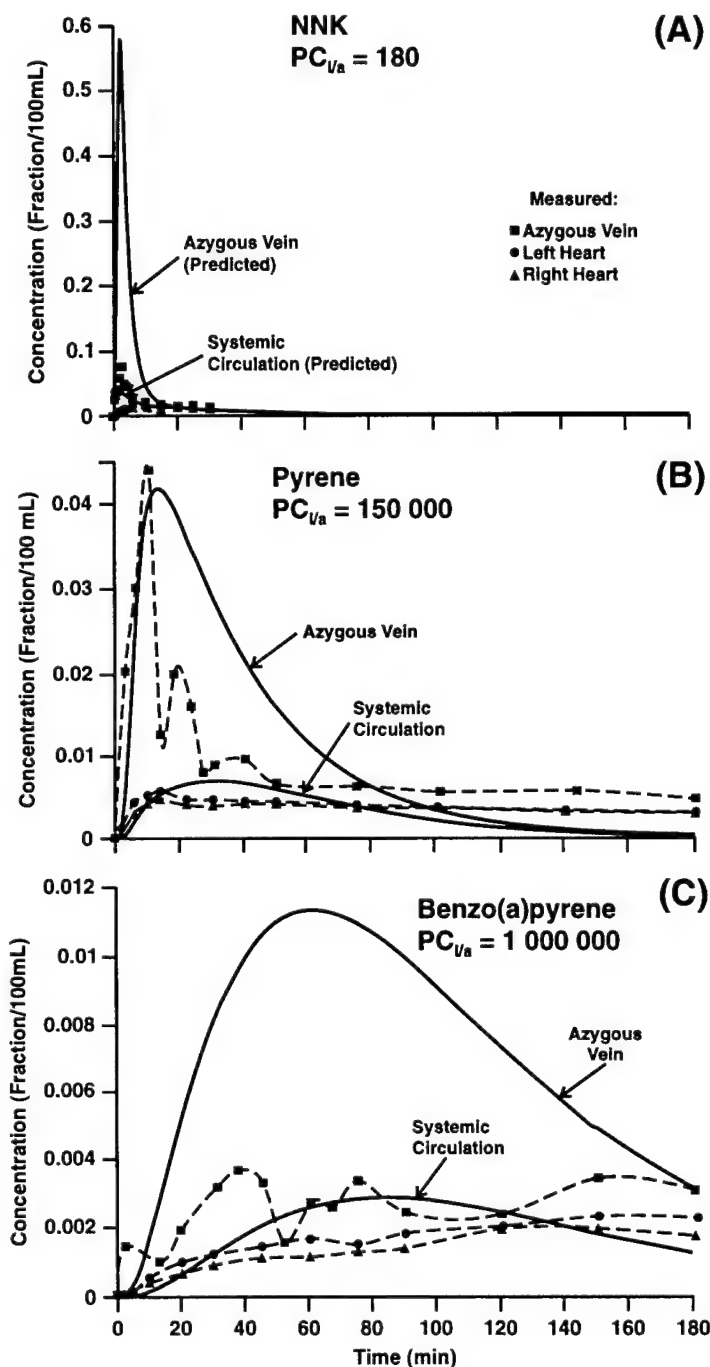 NNK
PCl/a = 180
(A)
Concentration (Fraction/100mL)
0.6
0.5
0.4
0.3
0.2
0.1
0
Azygous Vein
(Predicted)
Systemic
Circulation (Predicted)
Measured:
Azygous Vein
Left Heart
Right Heart
Pyrene
PCl/a = 150 000
(B)
Concentration (Fraction/100 mL)
0.04
0.03
0.02
0.01
0
Azygous Vein
Systemic
Circulation
Benzo(a)pyrene
PCl/a = 1 000 000
(C)
Concentration (Fraction/100mL)
0.012
0.01
0.008
0.006
0.004
0.002
0
Azygous
Vein
Systemic
Circulation
0 20 40 60 80 100 120 140 160 180
Time (min)